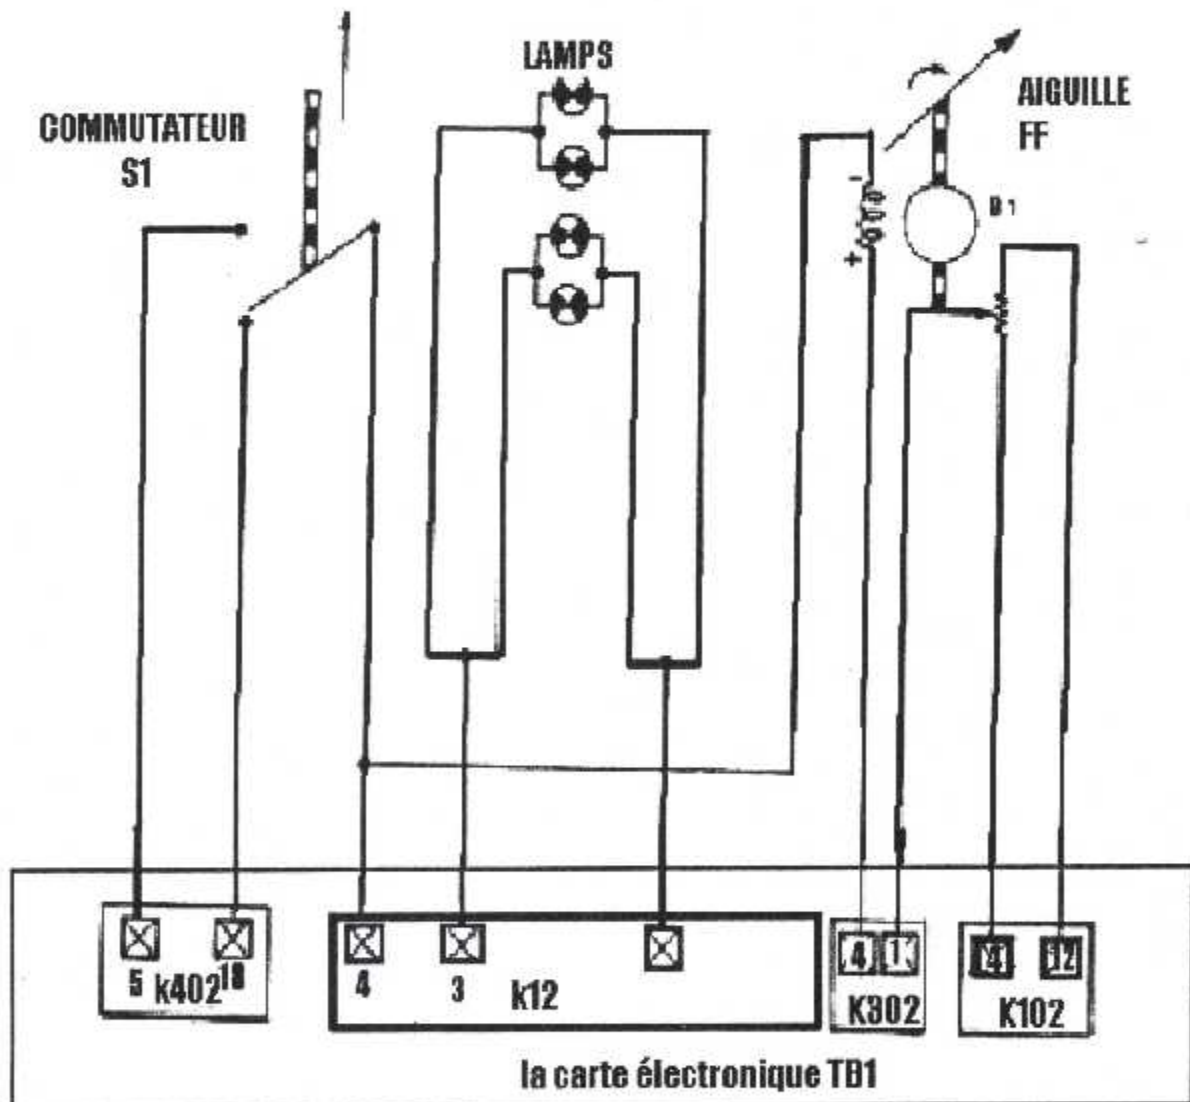 LAMPS
COMMUTATEUR
S1
AIGUILLE
FF
-
+
B1
5
k402
18
4
3
k12
4
1
K302
14
12
K102
la carte électronique TB1